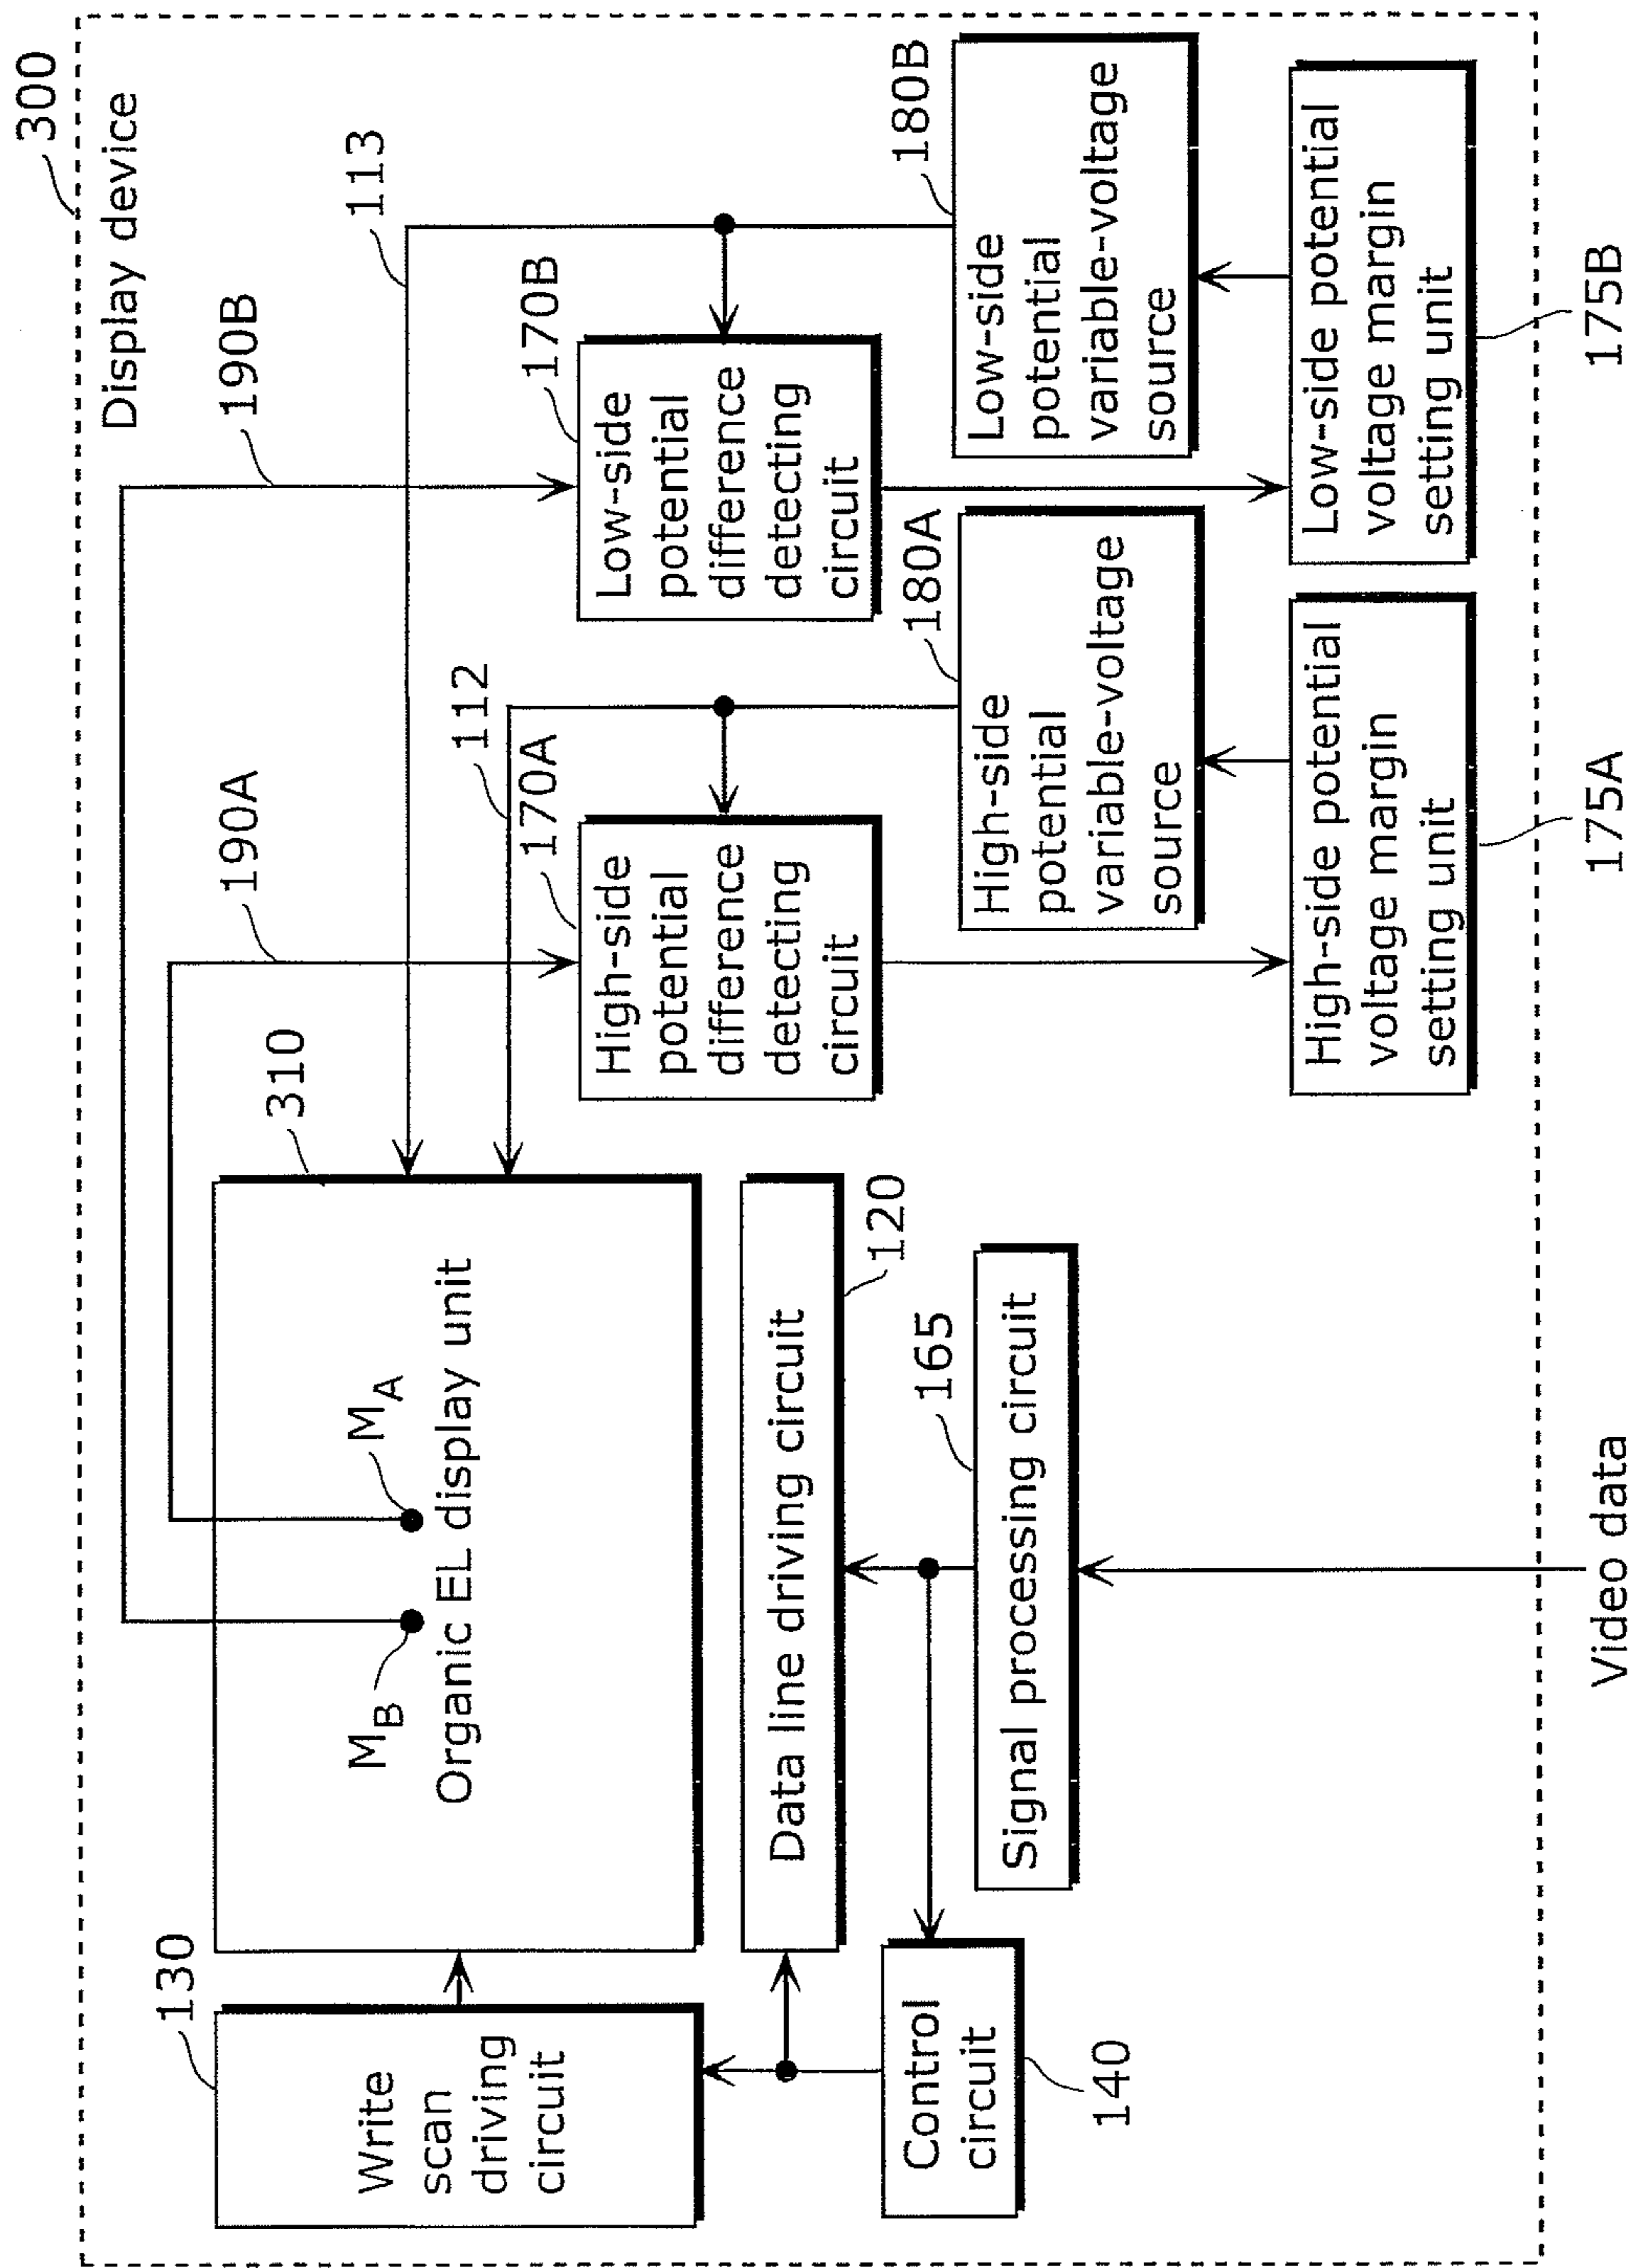 300
Display device
190B
190A
113
112
310
M_B
M_A
Organic EL display unit
130
Write
scan
driving
circuit
170A
High-side
potential
difference
detecting
circuit
170B
Low-side
potential
difference
detecting
circuit
Data line driving circuit
120
180A
High-side
potential
variable-voltage
source
180B
Low-side
potential
variable-voltage
source
Control
circuit
140
165
Signal processing circuit
High-side potential
voltage margin
setting unit
175A
Low-side potential
voltage margin
setting unit
175B
Video data